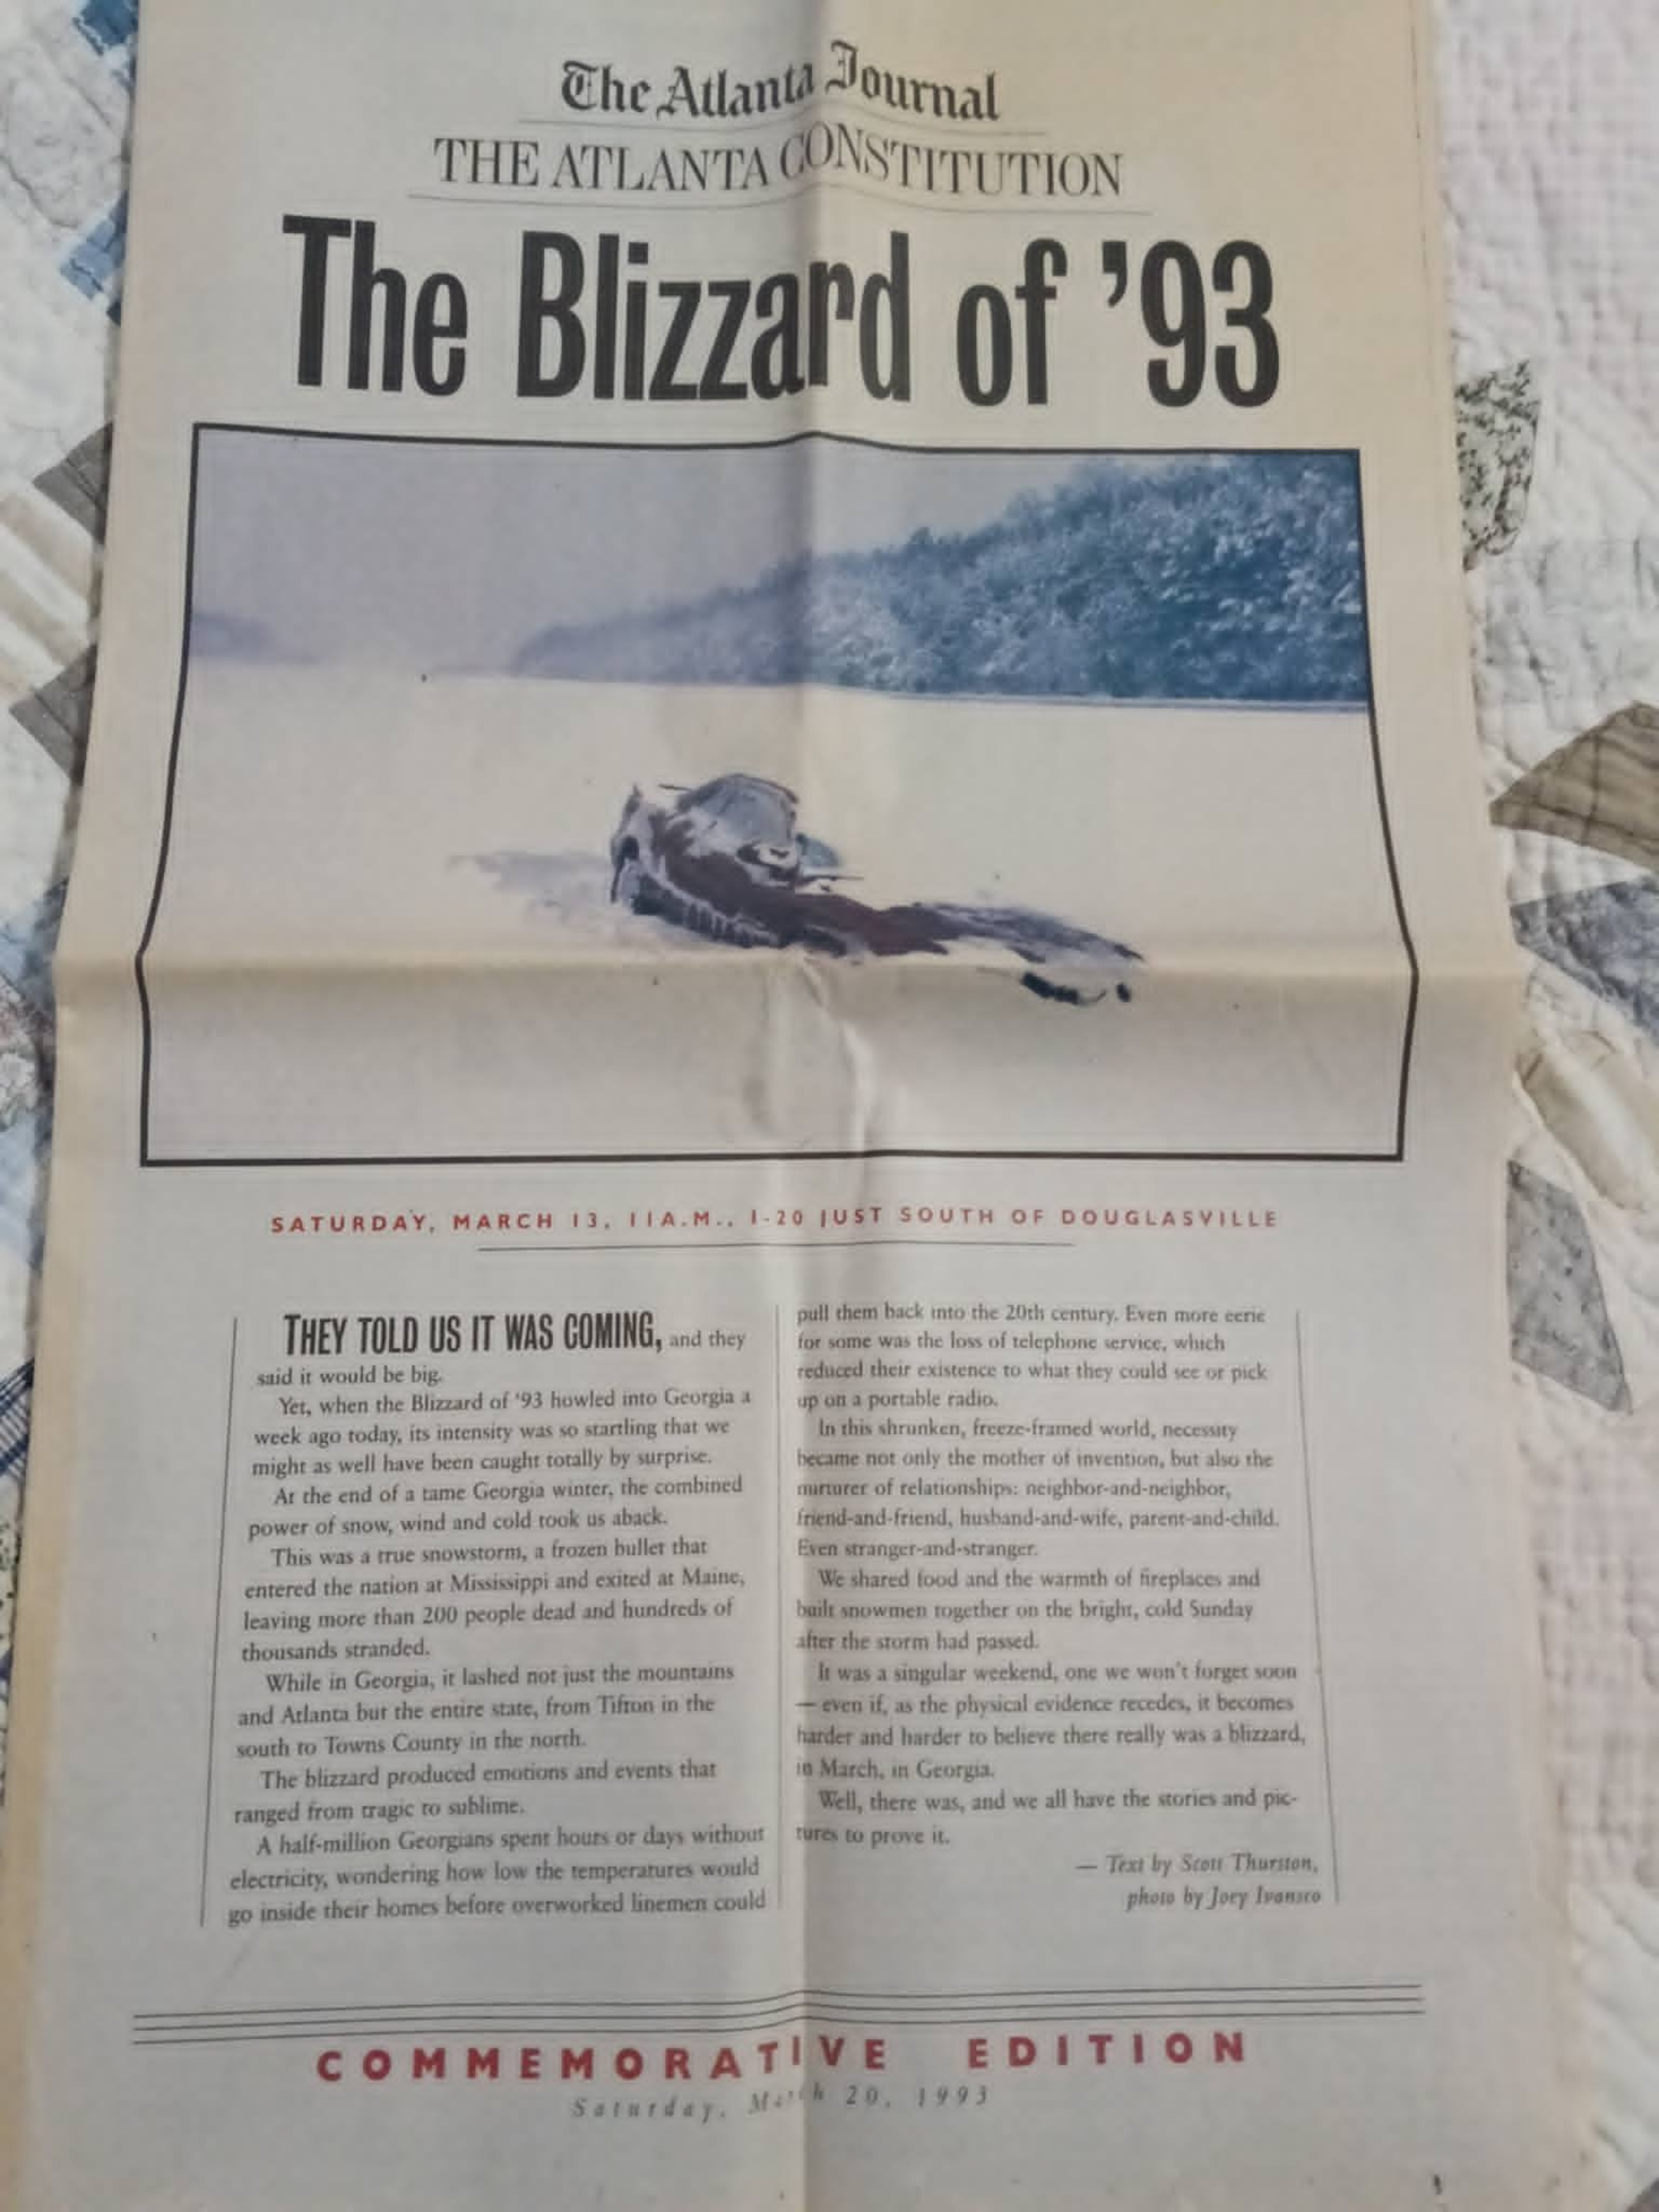 The Atlanta Journal
THE ATLANTA CONSTITUTION
The Blizzard of '93
SATURDAY, MARCH 13, 11A.M., I-20 JUST SOUTH OF DOUGLASVILLE
THEY TOLD US IT WAS COMING, and they
said it would be big.
Yet, when the Blizzard of '93 howled into Georgia a
week ago today, its intensity was so startling that we
might as well have been caught totally by surprise.
At the end of a tame Georgia winter, the combined
power of snow, wind and cold took us aback.
This was a true snowstorm, a frozen bullet that
entered the nation at Mississippi and exited at Maine,
leaving more than 200 people dead and hundreds of
thousands stranded.
While in Georgia, it lashed not just the mountains
and Atlanta but the entire state, from Tifton in the
south to Towns County in the north.
The blizzard produced emotions and events that
ranged from tragic to sublime.
A half-million Georgians spent hours or days without
electricity, wondering how low the temperatures would
go inside their homes before overworked linemen could
pull them back into the 20th century. Even more eerie
for some was the loss of telephone service, which
reduced their existence to what they could see or pick
up on a portable radio.
In this shrunken, freeze-framed world, necessity
became not only the mother of invention, but also the
nurturer of relationships: neighbor-and-neighbor,
friend-and-friend, husband-and-wife, parent-and-child.
Even stranger-and-stranger.
We shared food and the warmth of fireplaces and
built snowmen together on the bright, cold Sunday
after the storm had passed.
It was a singular weekend, one we won't forget soon
— even if, as the physical evidence recedes, it becomes
harder and harder to believe there really was a blizzard,
in March, in Georgia.
Well, there was, and we all have the stories and pic-
tures to prove it.
— Text by Scott Thurston,
photo by Joey Ivansco
COMMEMORATIVE EDITION
Saturday, March 20, 1993